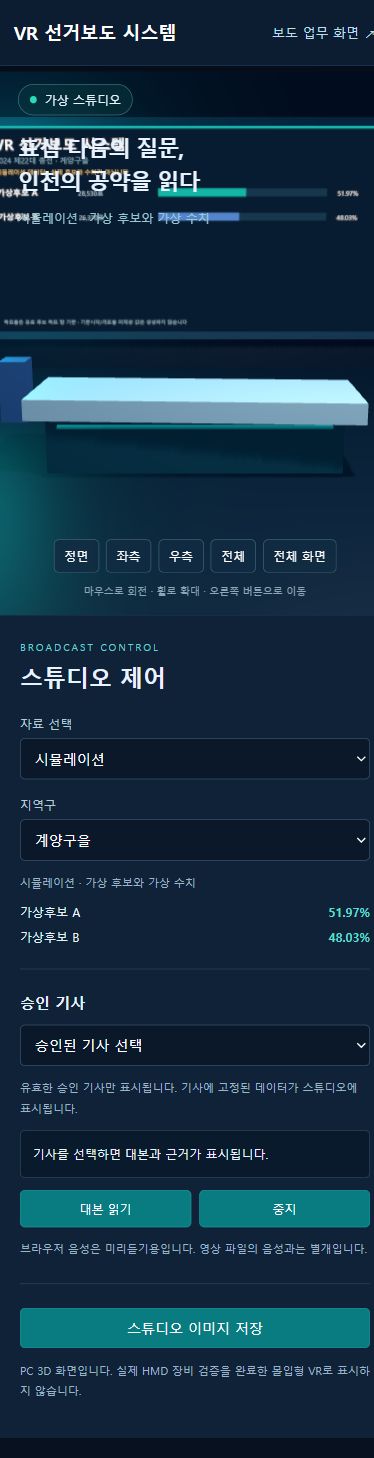 VR 선거보도 시스템
보도 업무 화면 ↗
가상 스튜디오
표심 다음의 질문,
인천의 공약을 읽다
시뮬레이션 · 가상 후보와 가상 수치
51.97%
48.03%
정면
좌측
우측
전체
전체 화면
마우스로 회전 · 휠로 확대 · 오른쪽 버튼으로 이동
BROADCAST CONTROL
스튜디오 제어
자료 선택
시뮬레이션
지역구
계양구을
시뮬레이션 · 가상 후보와 가상 수치
가상후보 A 51.97%
가상후보 B 48.03%
승인 기사
승인된 기사 선택
유효한 승인 기사만 표시됩니다. 기사에 고정된 데이터가 스튜디오에
표시됩니다.
기사를 선택하면 대본과 근거가 표시됩니다.
대본 읽기
중지
브라우저 음성은 미리듣기용입니다. 영상 파일의 음성과는 별개입니다.
스튜디오 이미지 저장
PC 3D 화면입니다. 실제 HMD 장비 검증을 완료한 몰입형 VR로 표시하
지 않습니다.